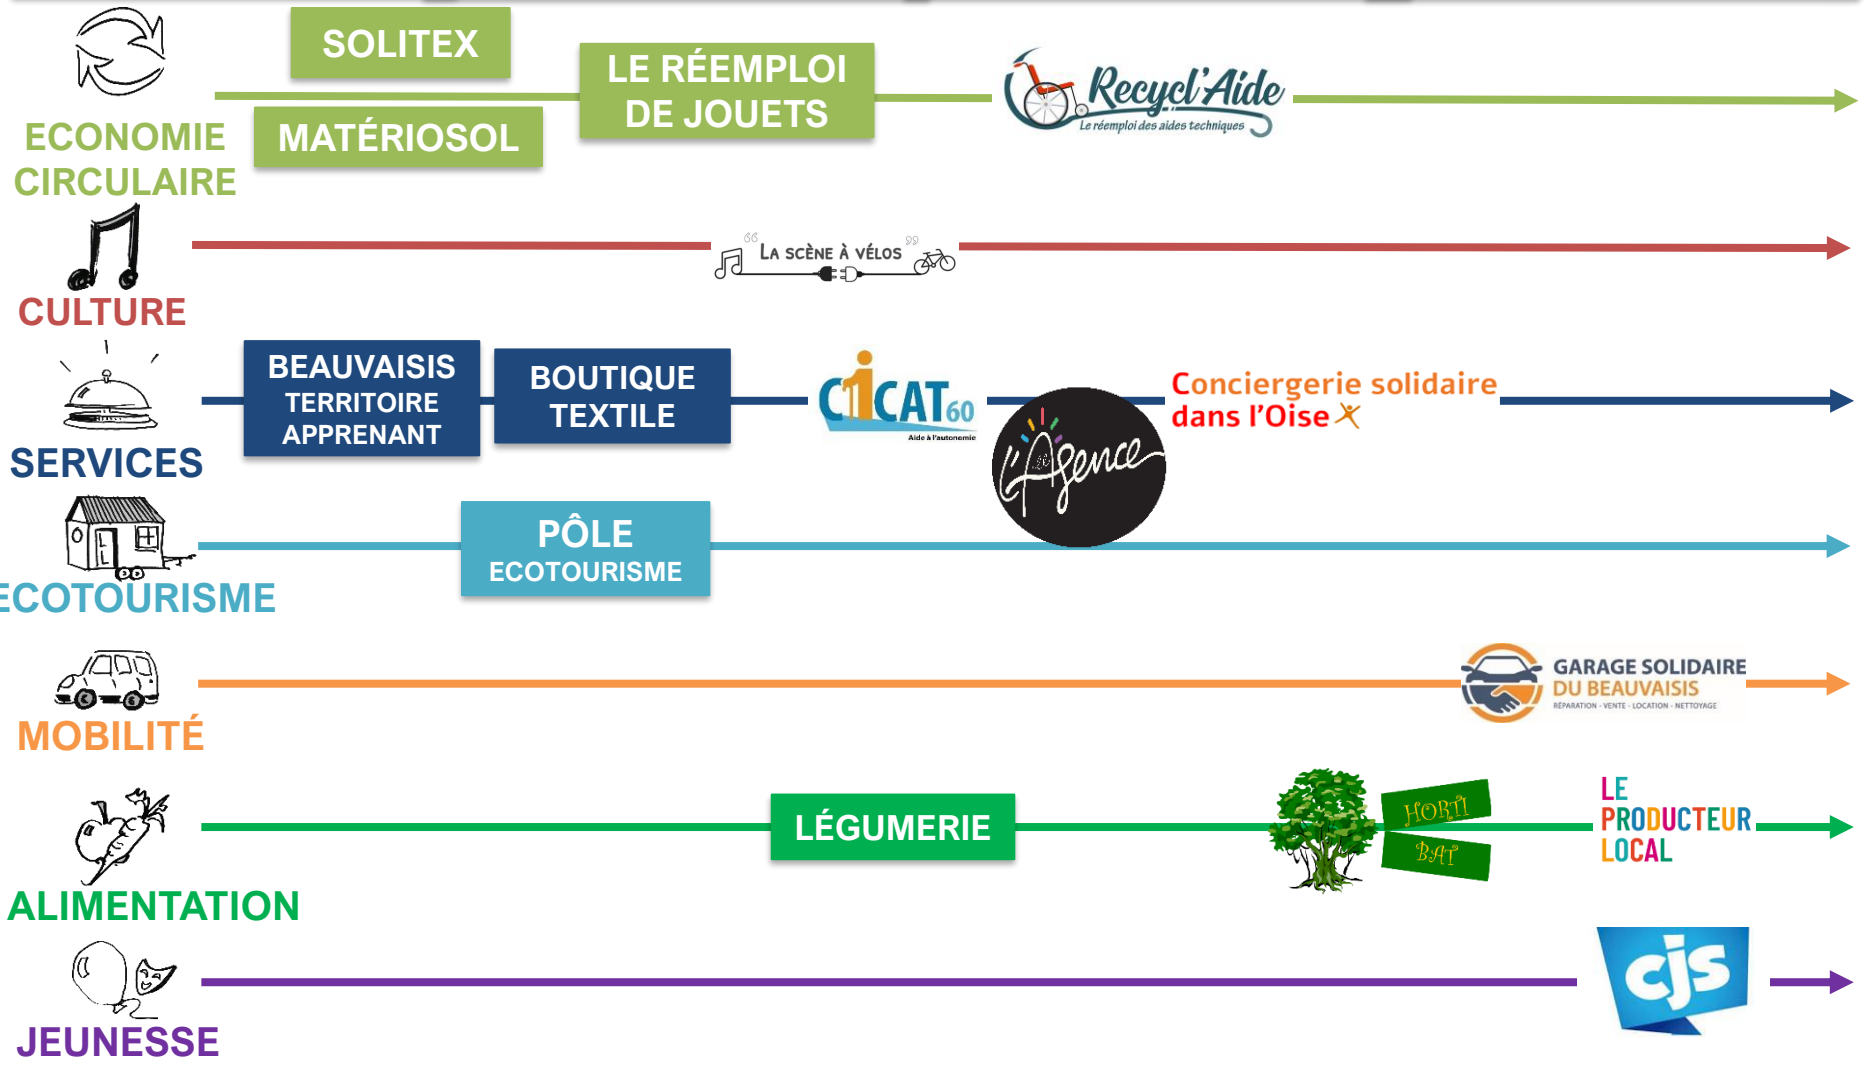 SOLITEX
LE RÉEMPLOI
DE JOUETS
MATÉRIOSOL
Recycl'Aide
Le réemploi des aides techniques
ECONOMIE
CIRCULAIRE
“LA SCÈNE À VÉLOS”
CULTURE
BEAUVAISIS
TERRITOIRE
APPRENANT
BOUTIQUE
TEXTILE
CICAT60
Aide à l'autonomie
l'Agence
Conciergerie solidaire
dans l'Oise
SERVICES
PÔLE
ECOTOURISME
ECOTOURISME
GARAGE SOLIDAIRE
DU BEAUVAISIS
RÉPARATION - VENTE - LOCATION - NETTOYAGE
MOBILITÉ
LÉGUMERIE
HORTI
BAT
LE
PRODUCTEUR
LOCAL
ALIMENTATION
cjs
JEUNESSE